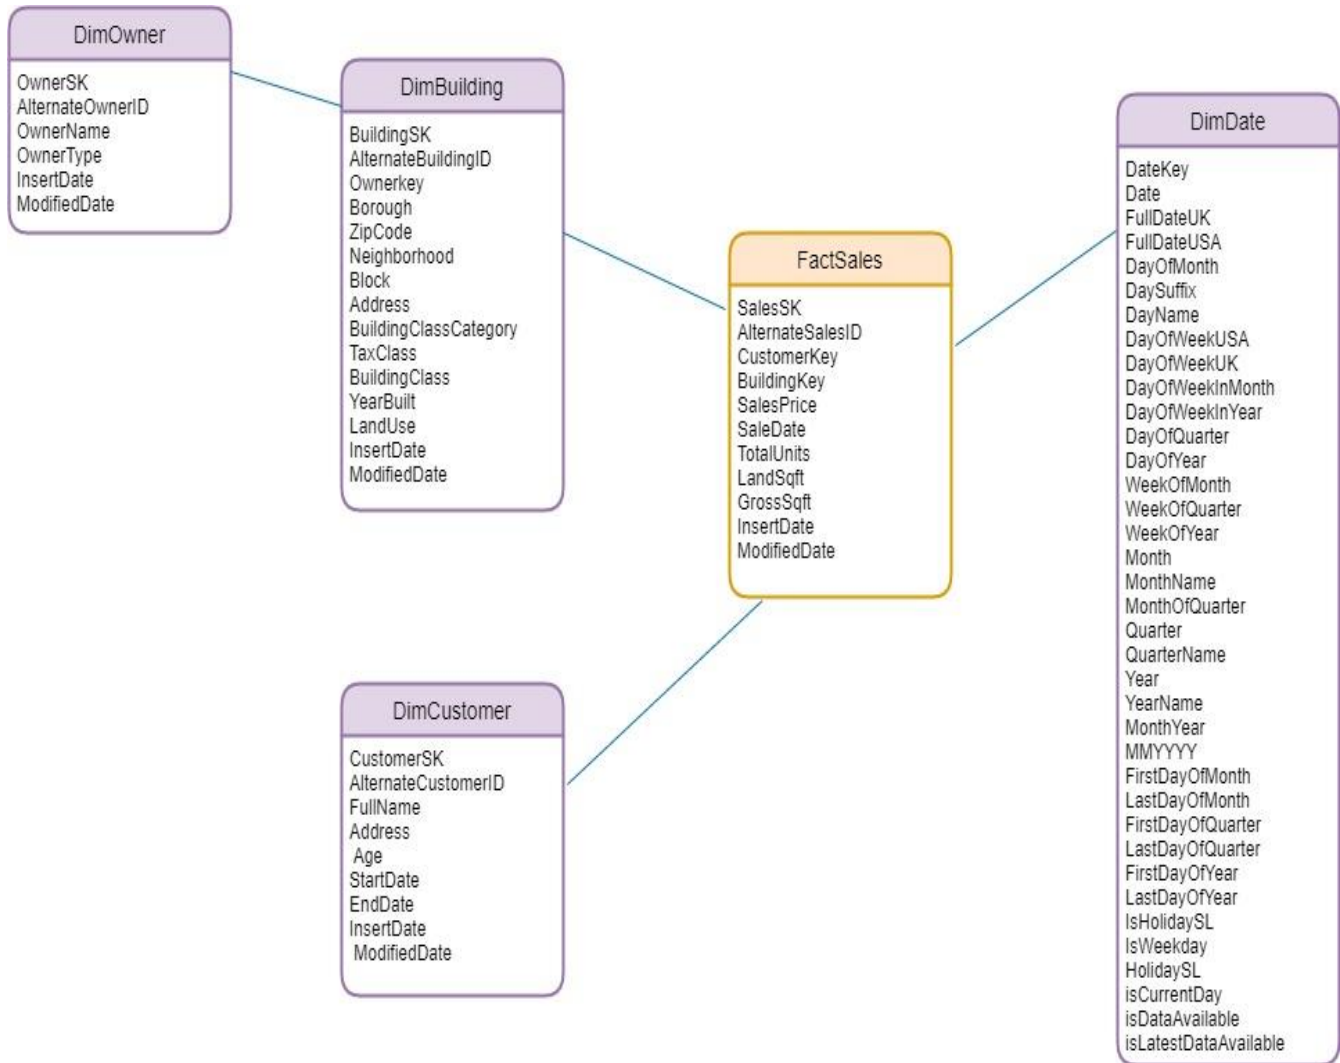 DimOwner
OwnerSK
AlternateOwnerID
OwnerName
OwnerType
InsertDate
ModifiedDate
DimBuilding
BuildingSK
AlternateBuildingID
Ownerkey
Borough
ZipCode
Neighborhood
Block
Address
BuildingClassCategory
TaxClass
BuildingClass
YearBuilt
LandUse
InsertDate
ModifiedDate
FactSales
SalesSK
AlternateSalesID
CustomerKey
BuildingKey
SalesPrice
SaleDate
TotalUnits
LandSqft
GrossSqft
InsertDate
ModifiedDate
DimCustomer
CustomerSK
AlternateCustomerID
FullName
Address
Age
StartDate
EndDate
InsertDate
ModifiedDate
DimDate
DateKey
Date
FullDateUK
FullDateUSA
DayOfMonth
DaySuffix
DayName
DayOfWeekUSA
DayOfWeekUK
DayOfWeekInMonth
DayOfWeekInYear
DayOfQuarter
DayOfYear
WeekOfMonth
WeekOfQuarter
WeekOfYear
Month
MonthName
MonthOfQuarter
Quarter
QuarterName
Year
YearName
MonthYear
MMYYYY
FirstDayOfMonth
LastDayOfMonth
FirstDayOfQuarter
LastDayOfQuarter
FirstDayOfYear
LastDayOfYear
IsHolidaySL
IsWeekday
HolidaySL
isCurrentDay
isDataAvailable
isLatestDataAvailable